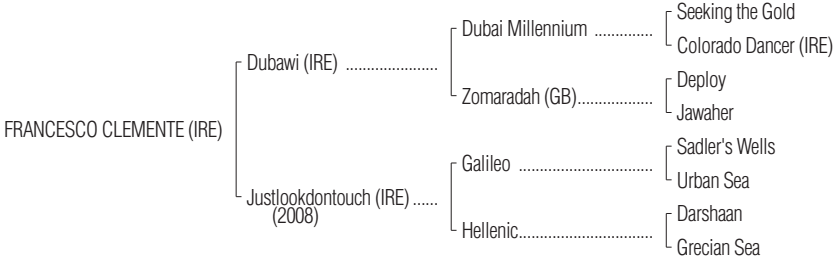 Seeking the Gold
Dubai Millennium ..............
Colorado Dancer (IRE)
Dubawi (IRE) ......................
Deploy
Zomaradah (GB)..................
Jawaher
FRANCESCO CLEMENTE (IRE)
Sadler's Wells
Galileo ................................
Urban Sea
Justlookdontouch (IRE) ......
(2008)
Darshaan
Hellenic................................
Grecian Sea